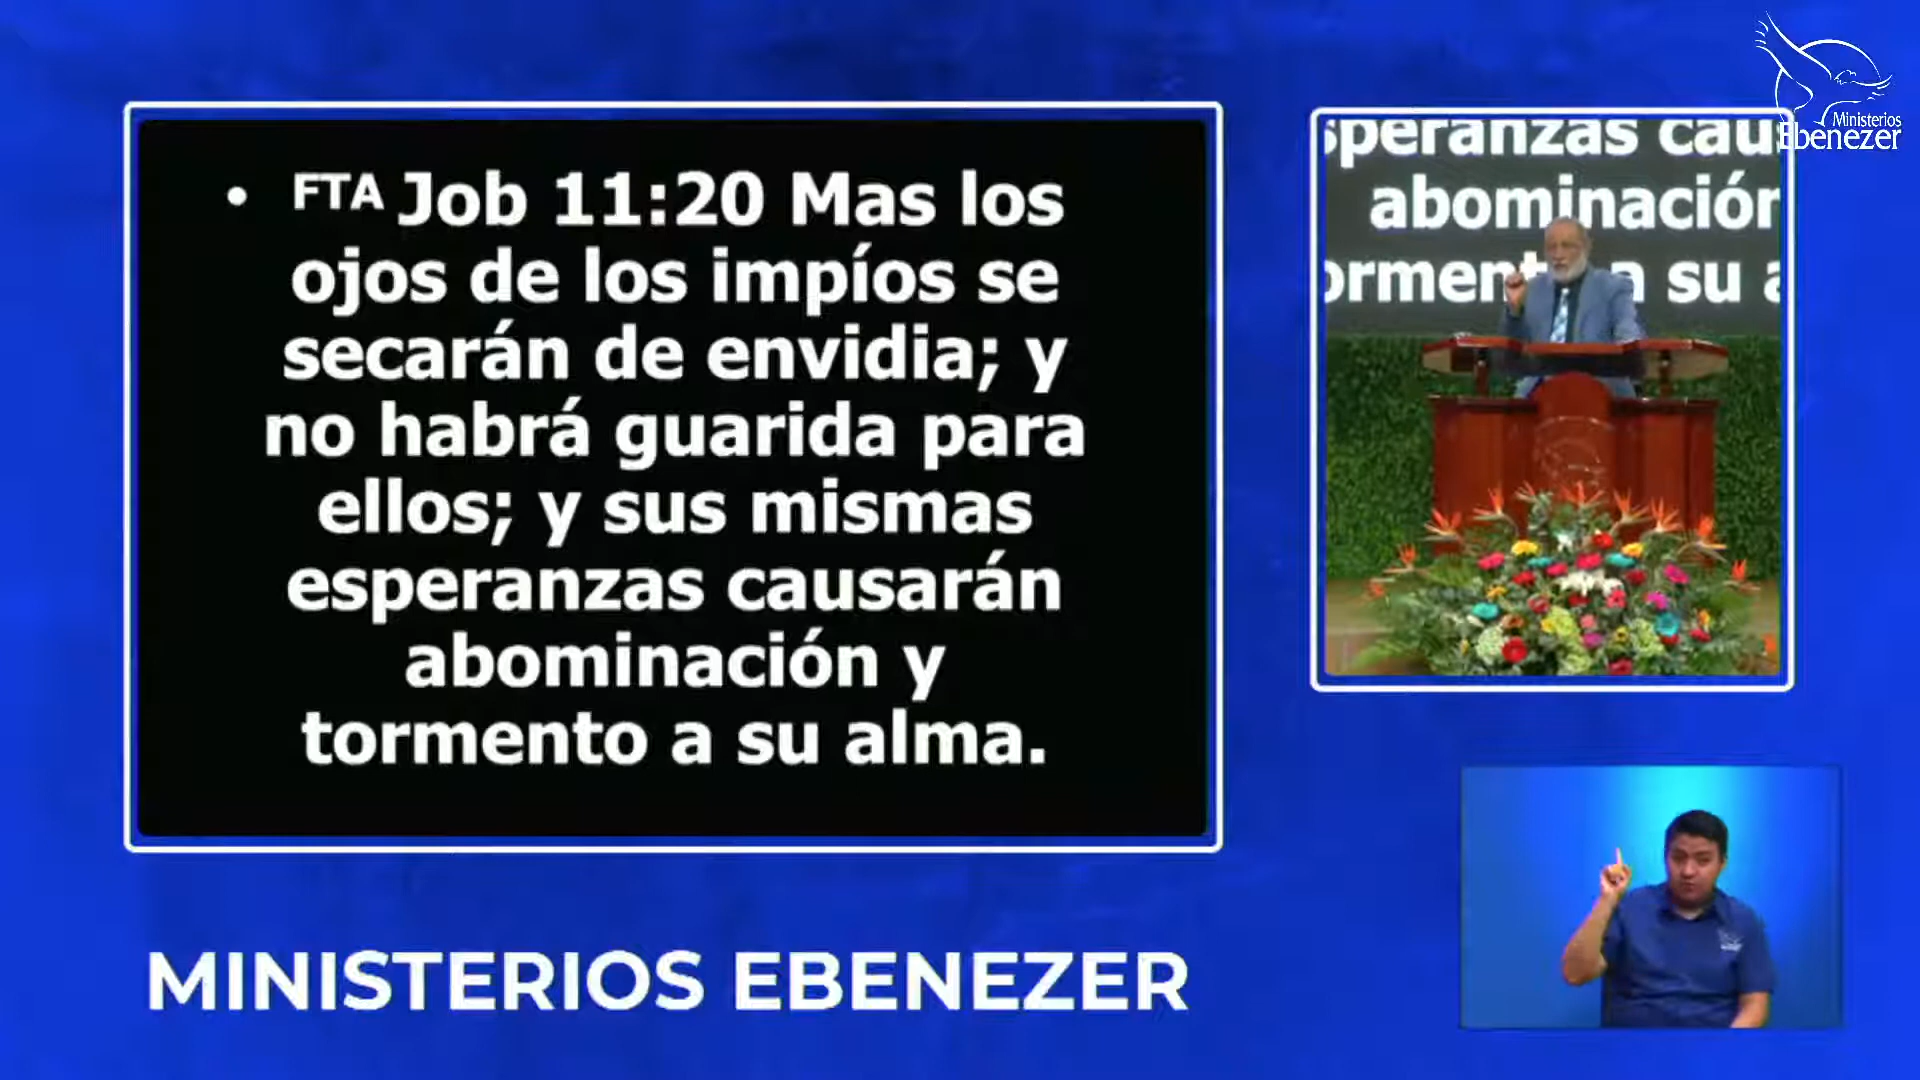 • FTA Job 11:20 Mas los
ojos de los impíos se
secarán de envidia; y
no habrá guarida para
ellos; y sus mismas
esperanzas causarán
abominación y
tormento a su alma.
Ministerios
Ebenezer
abominación
a su
MINISTERIOS EBENEZER